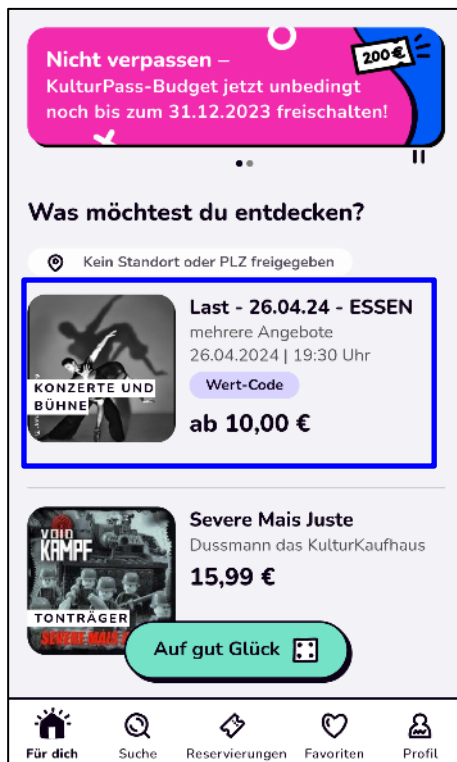 Nicht verpassen –
KulturPass-Budget jetzt unbedingt
noch bis zum 31.12.2023 freischalten!
200€
Was möchtest du entdecken?
Kein Standort oder PLZ freigegeben
Last - 26.04.24 - ESSEN
mehrere Angebote
26.04.2024 | 19:30 Uhr
Wert-Code
ab 10,00 €
KONZERTE UND
BÜHNE
Severe Mais Juste
Dussmann das KulturKaufhaus
15,99 €
VOID
KAMPF
TONTRÄGER
Auf gut Glück
Für dich
Suche
Reservierungen
Favoriten
Profil